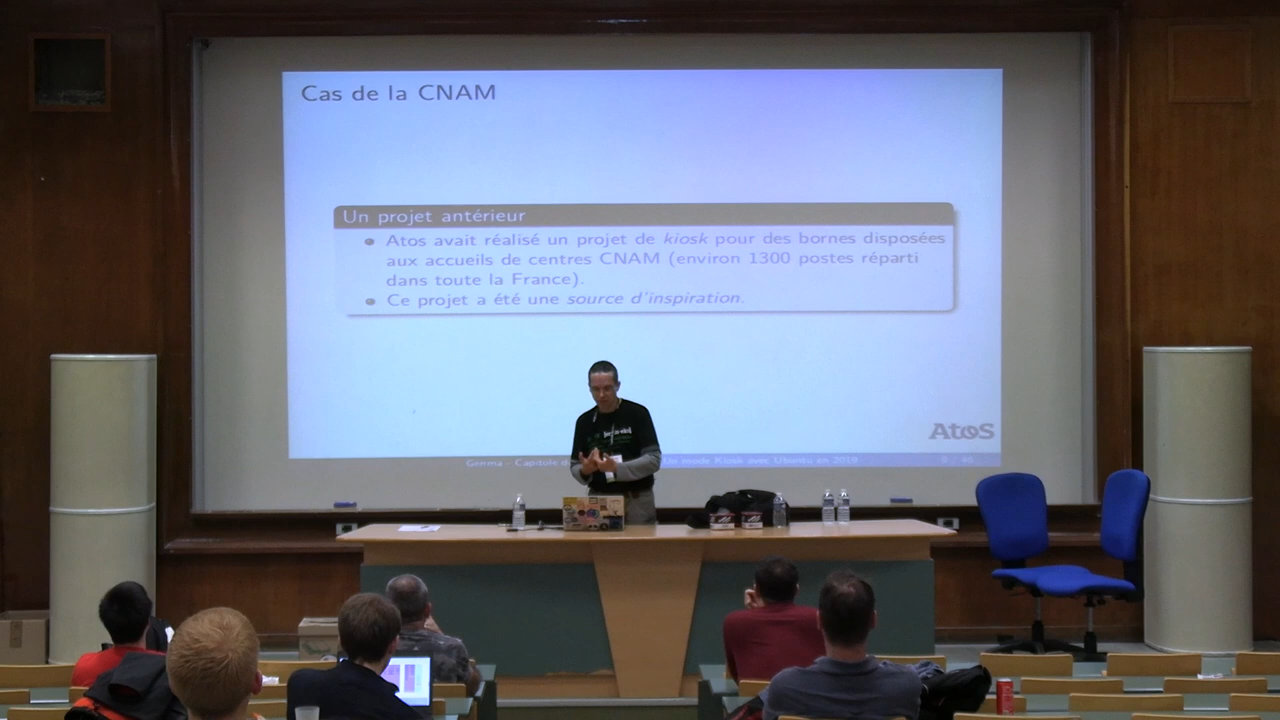 Cas de la CNAM
Un projet antérieur
Atos avait réalisé un projet de kiosk pour des bornes disposées
aux accueils de centres CNAM (environ 1300 postes réparti
dans toute la France).
Ce projet a été une source d'inspiration.
Atos
Gemma - Capitole d
Un mode Kiosk avec Ubuntu en 2019